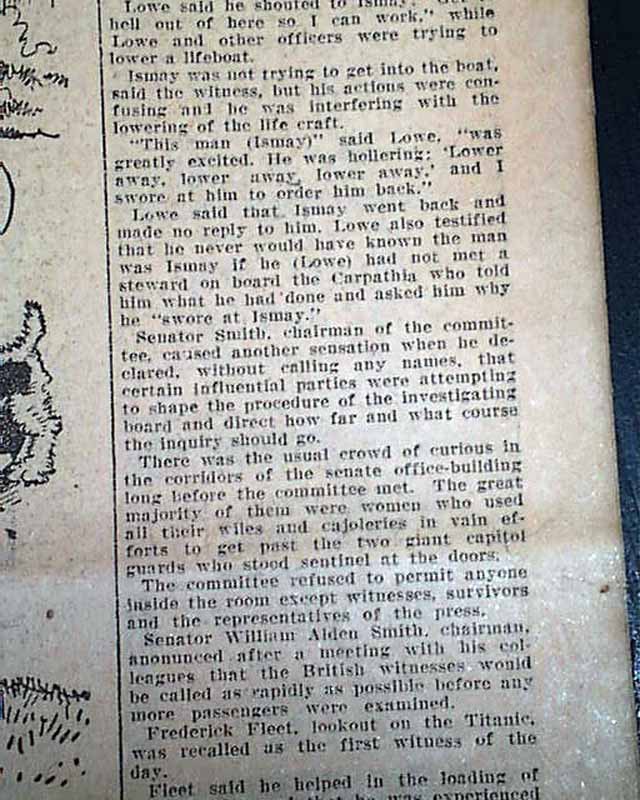 Lowe said he shouted to Ismay,
hell out of here so I can work," while
Lowe and other officers were trying to
lower a lifeboat.
Ismay was not trying to get into the boat,
said the witness, but his actions were con-
fusing and he was interfering with the
lowering of the life craft.
"This man (Ismay)" said Lowe, "was
greatly excited. He was hollering: 'Lower
away, lower away, lower away,' and I
swore at him to order him back."
Lowe said that Ismay went back and
made no reply to him. Lowe also testified
that he never would have known the man
was Ismay if he (Lowe) had not met a
steward on board the Carpathia who told
him what he had done and asked him why
he "swore at Ismay."
Senator Smith, chairman of the commit-
tee, caused another sensation when he de-
clared, without calling any names, that
certain influential parties were attempting
to shape the procedure of the investigating
board and direct how far and what course
the inquiry should go.
There was the usual crowd of curious in
the corridors of the senate office-building
long before the committee met. The great
majority of them were women who used
all their wiles and cajoleries in vain ef-
forts to get past the two giant capitol
guards who stood sentinel at the doors.
The committee refused to permit anyone
inside the room except witnesses, survivors
and the representatives of the press.
Senator William Alden Smith, chairman,
anonunced after a meeting with his col-
leagues that the British witnesses would
be called as rapidly as possible before any
more passengers were examined.
Frederick Fleet, lookout on the Titanic,
was recalled as the first witness of the
day.
Fleet said he helped in the loading of
that he was experienced